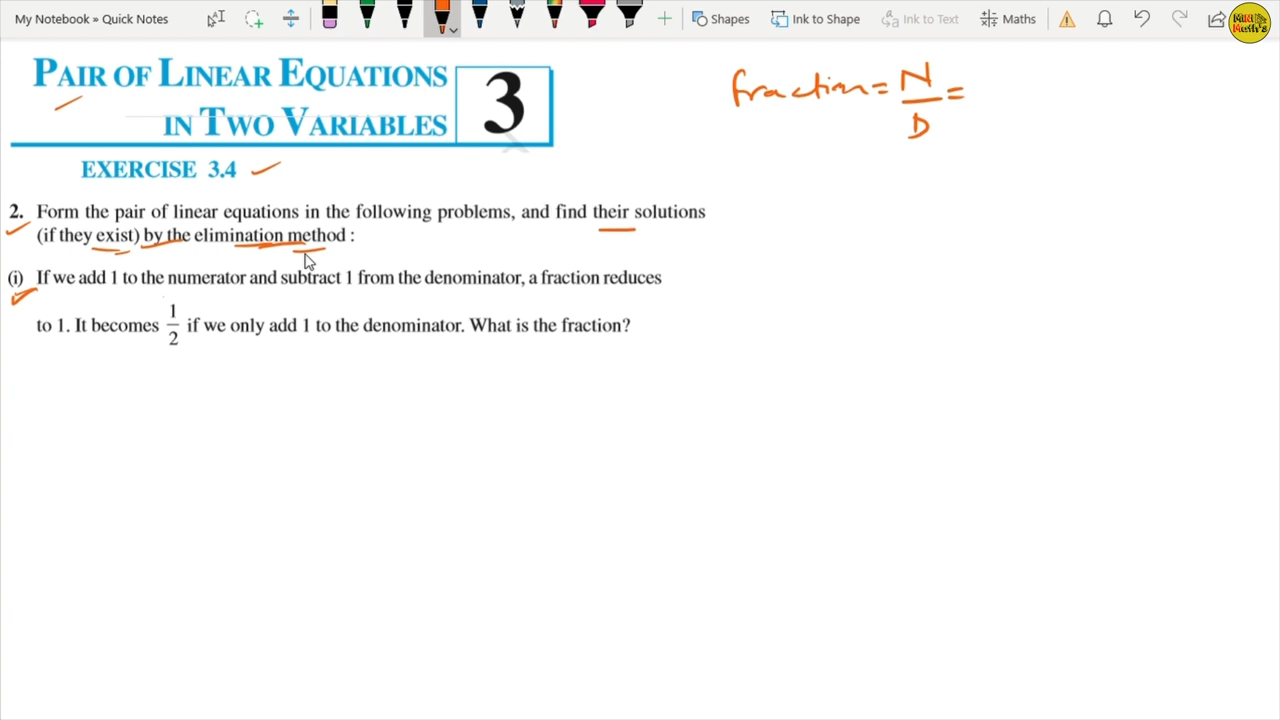 My Notebook » Quick Notes
Shapes
Ink to Shape
Ink to Text
Maths
PAIR OF LINEAR EQUATIONS
IN TWO VARIABLES
3
fraction = N/D =
EXERCISE 3.4
2. Form the pair of linear equations in the following problems, and find their solutions
(if they exist) by the elimination method :
(i) If we add 1 to the numerator and subtract 1 from the denominator, a fraction reduces
to 1. It becomes 1/2 if we only add 1 to the denominator. What is the fraction?